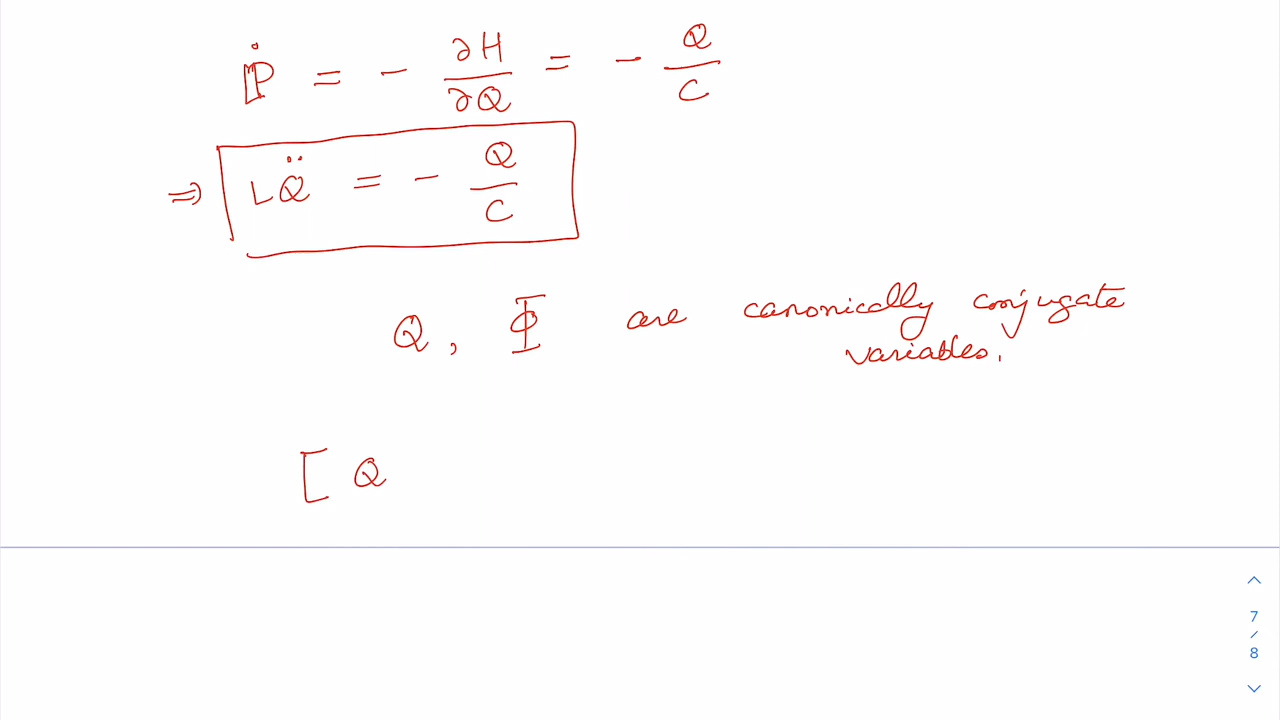 Ṗ = - ∂H/∂Q = - Q/C
⇒ LQ̈ = - Q/C
Q, Φ are canonically conjugate
variables.
[ Q
7
/
8